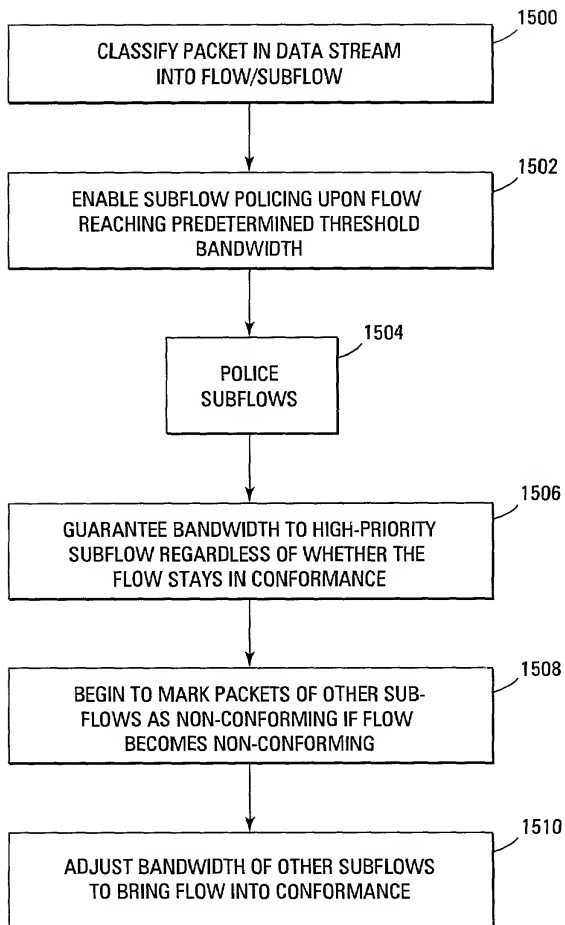 1500
CLASSIFY PACKET IN DATA STREAM
INTO FLOW/SUBFLOW
1502
ENABLE SUBFLOW POLICING UPON FLOW
REACHING PREDETERMINED THRESHOLD
BANDWIDTH
1504
POLICE
SUBFLOWS
1506
GUARANTEE BANDWIDTH TO HIGH-PRIORITY
SUBFLOW REGARDLESS OF WHETHER THE
FLOW STAYS IN CONFORMANCE
1508
BEGIN TO MARK PACKETS OF OTHER SUB-
FLOWS AS NON-CONFORMING IF FLOW
BECOMES NON-CONFORMING
1510
ADJUST BANDWIDTH OF OTHER SUBFLOWS
TO BRING FLOW INTO CONFORMANCE